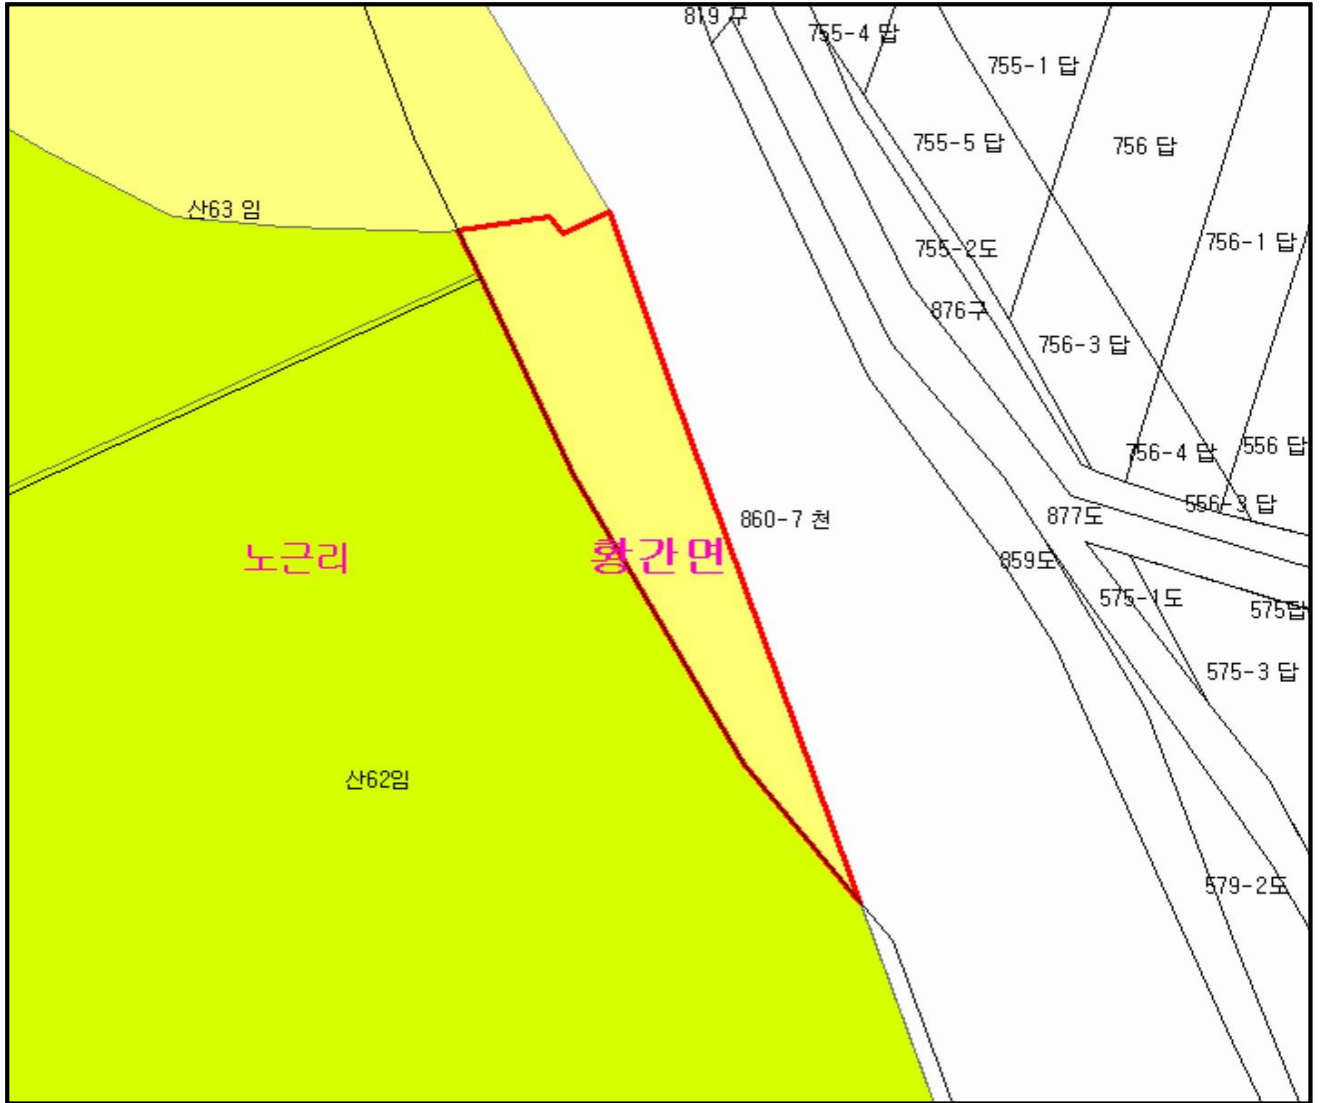 819 구
755-4 답
755-1 답
755-5 답
756 답
산63 임
755-2도
756-1 답
876구
756-3 답
756-4 답
556 답
556-3 답
860-7 천
877도
노근리
황간면
859도
575-1도
575답
575-3 답
산62임
579-2도